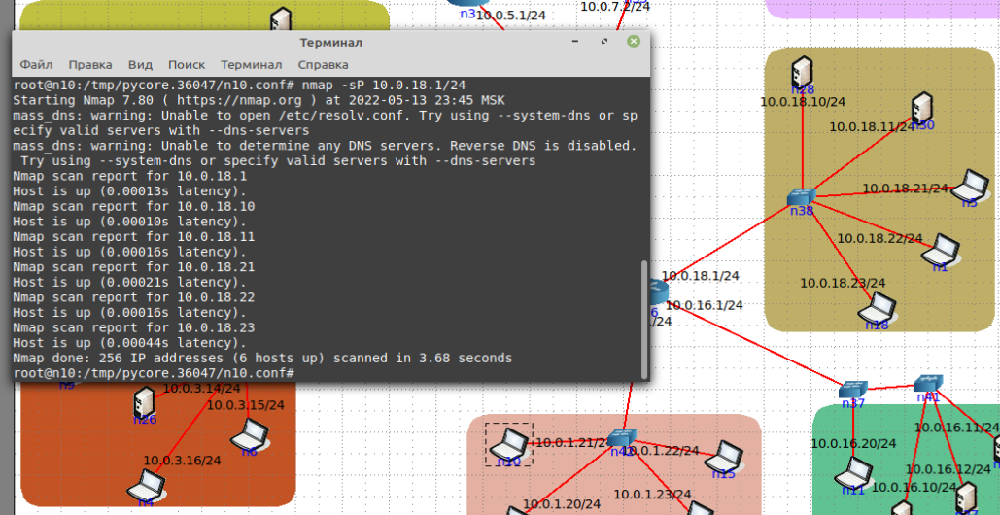 n3
10.0.5.1/24
10.0.7.2/24
Терминал
Файл Правка Вид Поиск Терминал Справка
root@n10:/tmp/pycore.36047/n10.conf# nmap -sP 10.0.18.1/24
Starting Nmap 7.80 ( https://nmap.org ) at 2022-05-13 23:45 MSK
mass_dns: warning: Unable to open /etc/resolv.conf. Try using --system-dns or sp
ecify valid servers with --dns-servers
mass_dns: warning: Unable to determine any DNS servers. Reverse DNS is disabled.
Try using --system-dns or specify valid servers with --dns-servers
Nmap scan report for 10.0.18.1
Host is up (0.00013s latency).
Nmap scan report for 10.0.18.10
Host is up (0.00010s latency).
Nmap scan report for 10.0.18.11
Host is up (0.00016s latency).
Nmap scan report for 10.0.18.21
Host is up (0.00021s latency).
Nmap scan report for 10.0.18.22
Host is up (0.00016s latency).
Nmap scan report for 10.0.18.23
Host is up (0.00044s latency).
Nmap done: 256 IP addresses (6 hosts up) scanned in 3.68 seconds
root@n10:/tmp/pycore.36047/n10.conf#
n28
10.0.18.10/24
10.0.18.11/24
n30
10.0.18.21/24
n38
10.0.18.22/24
n1
10.0.18.23/24
n18
10.0.18.1/24
10.0.16.1/24
6
/24
10.0.3.14/24
n26
10.0.3.15/24
n6
10.0.3.16/24
n4
n10
10.0.1.21/2
n42
10.0.1.22/24
n15
10.0.1.20/24
10.0.1.23/24
n37
n41
10.0.16.11/24
10.0.16.20/24
n11
10.0.16.12/24
10.0.16.10/24